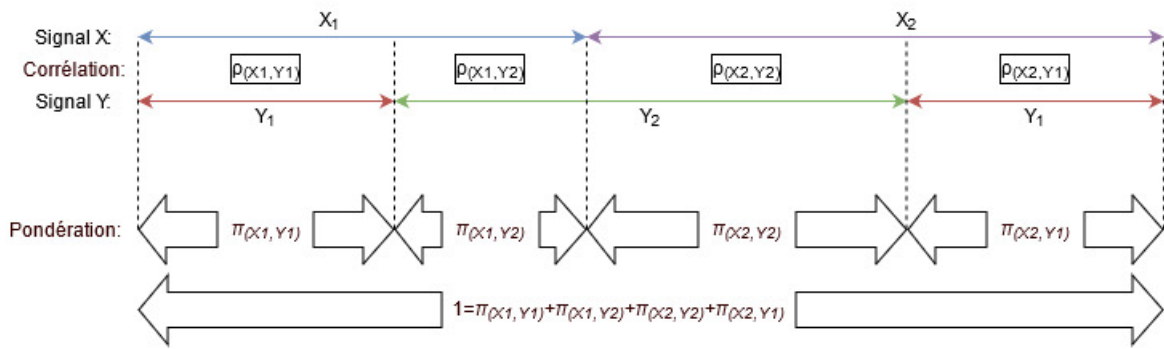 X₁ X₂
Signal X:
Corrélation: ρ(X1,Y1) ρ(X1,Y2) ρ(X2,Y2) ρ(X2,Y1)
Signal Y:
Y₁ Y₂ Y₁
Pondération: π(X1,Y1) π(X1,Y2) π(X2,Y2) π(X2,Y1)
1=π(X1,Y1)+π(X1,Y2)+π(X2,Y2)+π(X2,Y1)